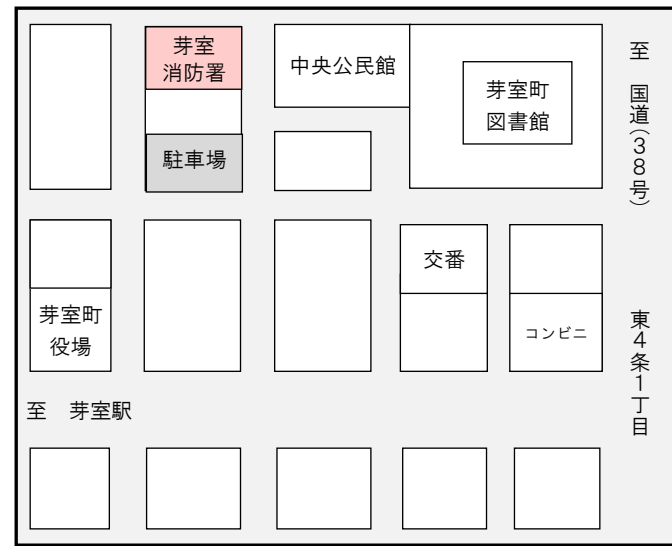 芽室
消防署
中央公民館
芽室町
図書館
駐車場
至　国道(38号)
交番
芽室町
役場
コンビニ
東4条1丁目
至　芽室駅